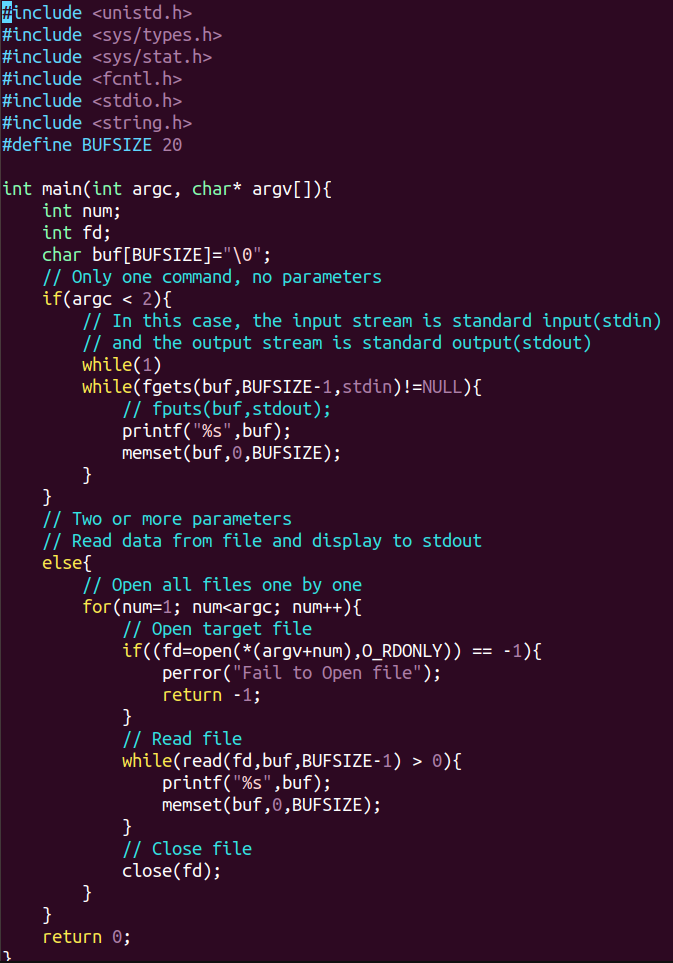 #include <unistd.h>
#include <sys/types.h>
#include <sys/stat.h>
#include <fcntl.h>
#include <stdio.h>
#include <string.h>
#define BUFSIZE 20

int main(int argc, char* argv[]){
    int num;
    int fd;
    char buf[BUFSIZE]="\0";
    // Only one command, no parameters
    if(argc < 2){
        // In this case, the input stream is standard input(stdin)
        // and the output stream is standard output(stdout)
        while(1)
        while(fgets(buf,BUFSIZE-1,stdin)!=NULL){
            // fputs(buf,stdout);
            printf("%s",buf);
            memset(buf,0,BUFSIZE);
        }
    }
    // Two or more parameters
    // Read data from file and display to stdout
    else{
        // Open all files one by one
        for(num=1; num<argc; num++){
            // Open target file
            if((fd=open(*(argv+num),O_RDONLY)) == -1){
                perror("Fail to Open file");
                return -1;
            }
            // Read file
            while(read(fd,buf,BUFSIZE-1) > 0){
                printf("%s",buf);
                memset(buf,0,BUFSIZE);
            }
            // Close file
            close(fd);
        }
    }
    return 0;
}